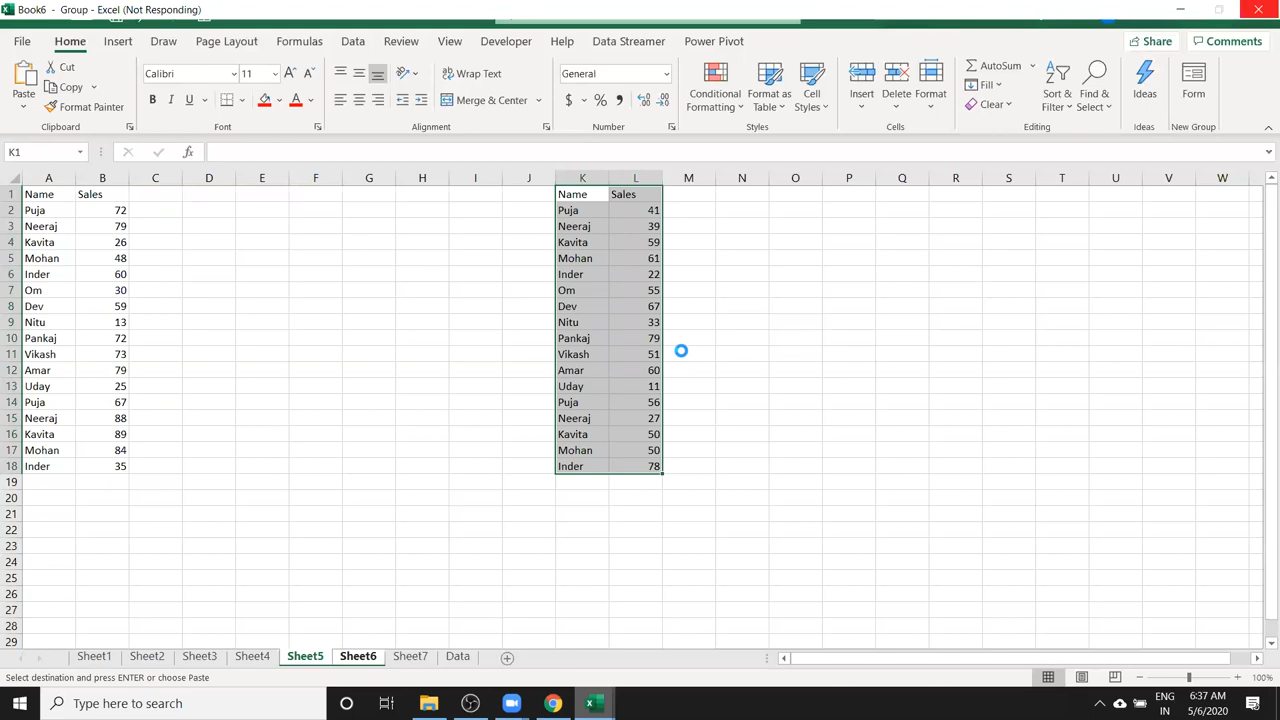 Book6 - Group - Excel (Not Responding)
File Home Insert Draw Page Layout Formulas Data Review View Developer Help Data Streamer Power Pivot Share Comments
Paste Cut Copy Format Painter Clipboard
Calibri 11 B I U A Font
Wrap Text Merge & Center Alignment
General $ % , Number
Conditional Formatting Format as Table Cell Styles Styles
Insert Delete Format Cells
AutoSum Fill Clear Sort & Filter Find & Select Editing
Ideas Ideas Form New Group
K1 fx
A B C D E F G H I J K L M N O P Q R S T U V W
1 Name Sales Name Sales
2 Puja 72 Puja 41
3 Neeraj 79 Neeraj 39
4 Kavita 26 Kavita 59
5 Mohan 48 Mohan 61
6 Inder 60 Inder 22
7 Om 30 Om 55
8 Dev 59 Dev 67
9 Nitu 13 Nitu 33
10 Pankaj 72 Pankaj 79
11 Vikash 73 Vikash 51
12 Amar 79 Amar 60
13 Uday 25 Uday 11
14 Puja 67 Puja 56
15 Neeraj 88 Neeraj 27
16 Kavita 89 Kavita 50
17 Mohan 84 Mohan 50
18 Inder 35 Inder 78
19
20
21
22
23
24
25
26
27
28
29
Sheet1 Sheet2 Sheet3 Sheet4 Sheet5 Sheet6 Sheet7 Data
Select destination and press ENTER or choose Paste 100%
Type here to search ENG 6:37 AM
IN 5/6/2020